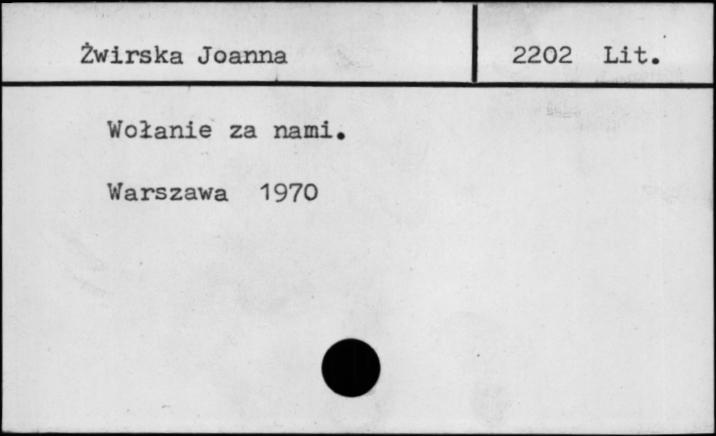 Żwirska Joanna 2202 Lit.
Wołanie za nami.
Warszawa 1970